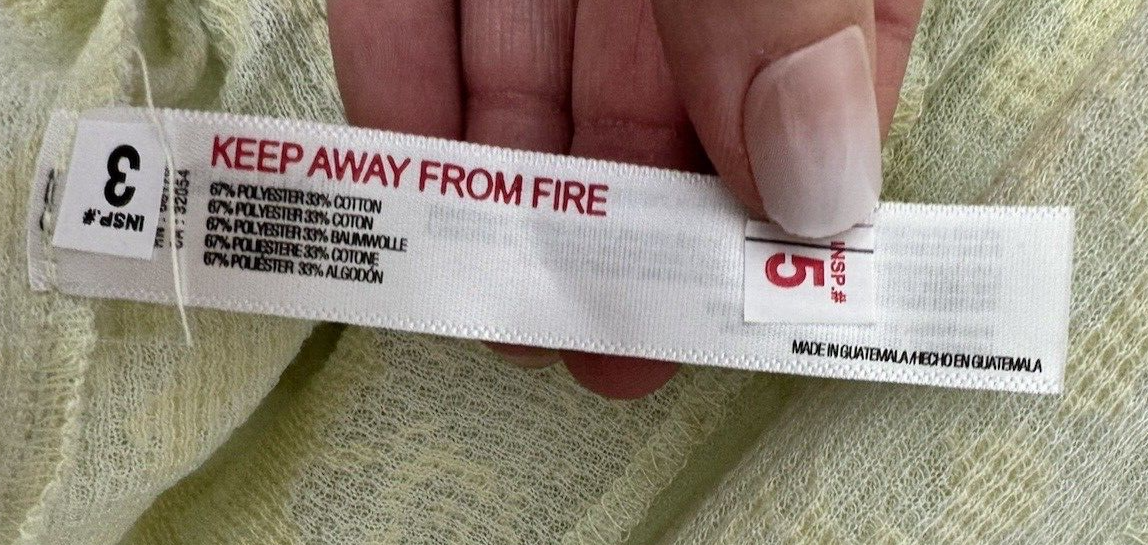 3
INSP.#
KEEP AWAY FROM FIRE
67% POLYESTER 33% COTTON
67% POLYESTER 33% COTON
67% POLYESTER 33% BAUMWOLLE
67% POLIESTERE 33% COTONE
67% POLIÉSTER 33% ALGODÓN
INSP.#
5
MADE IN GUATEMALA/HECHO EN GUATEMALA